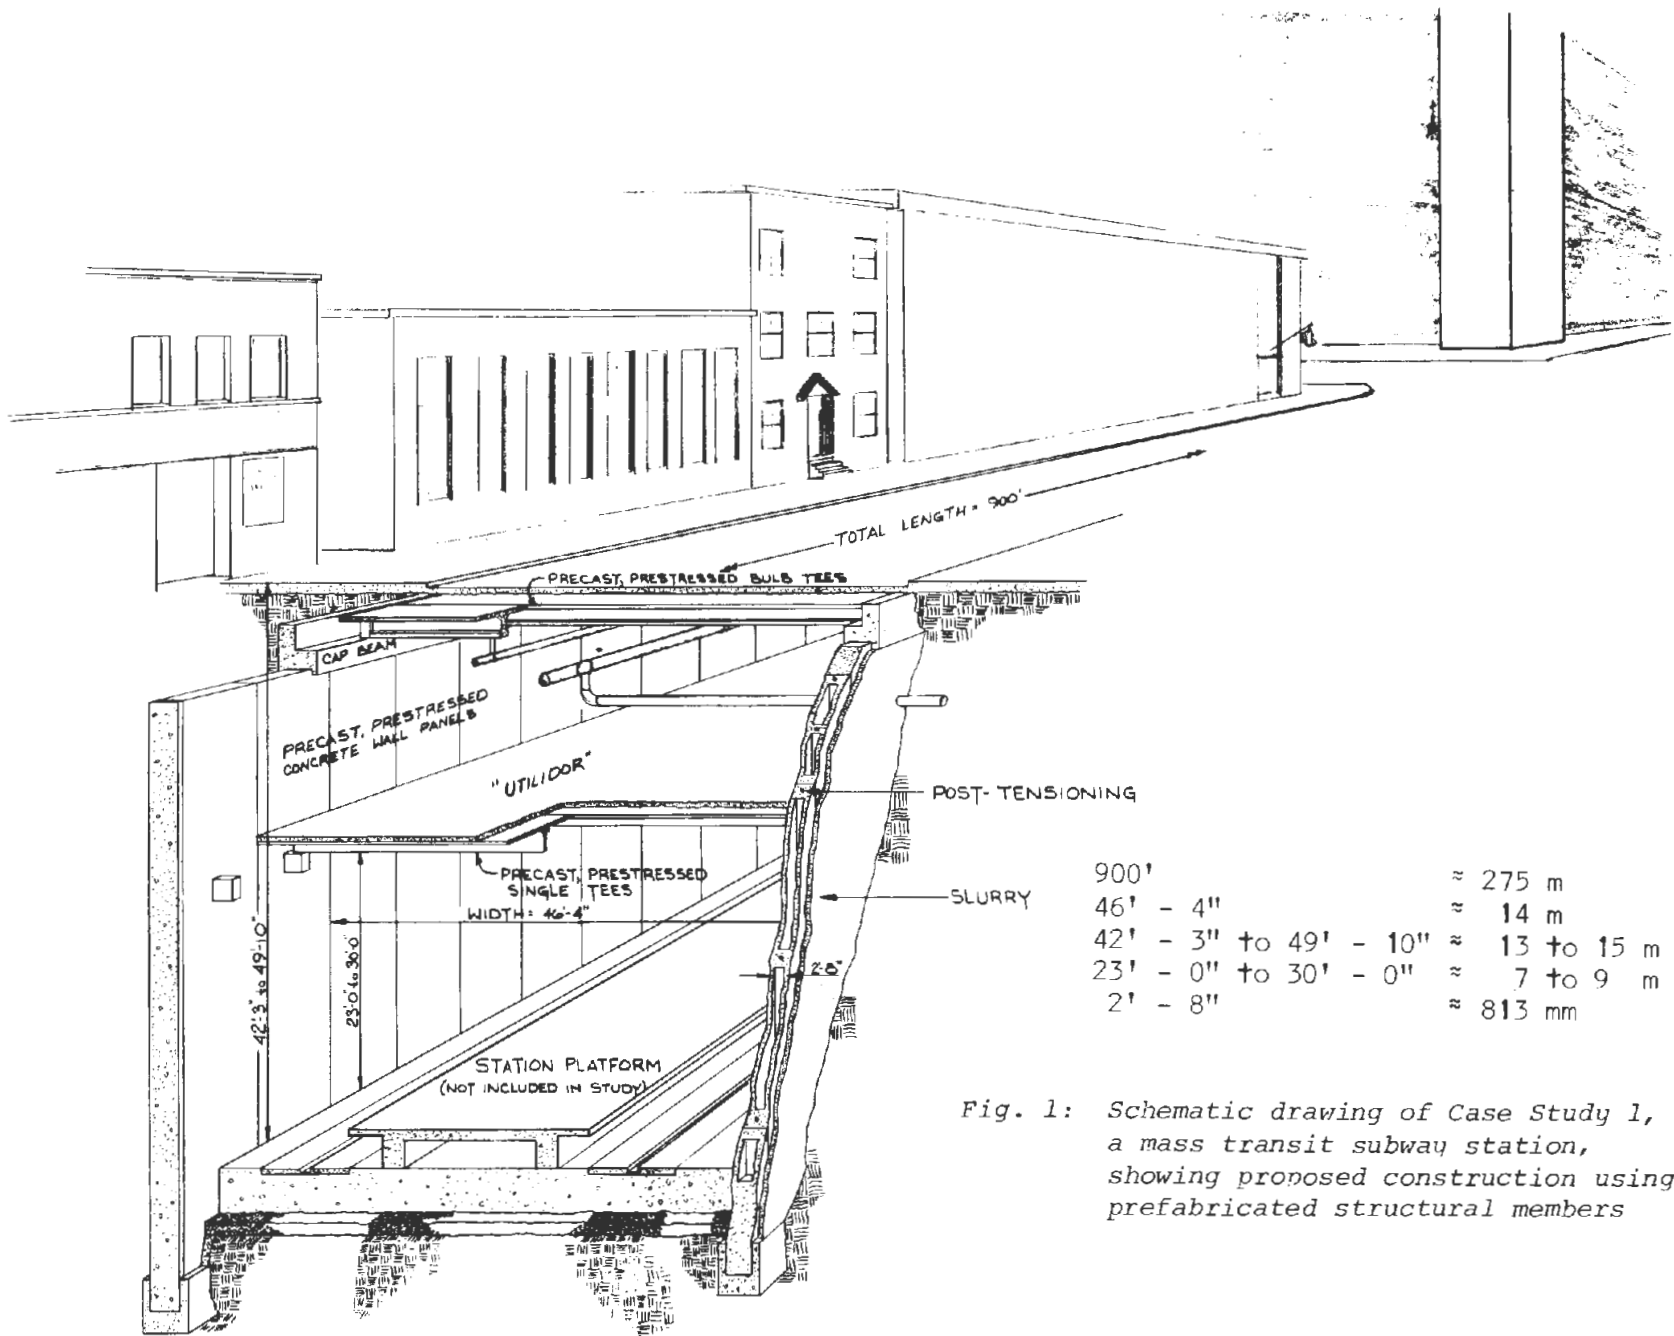 TOTAL LENGTH = 900'
PRECAST, PRESTRESSED BULB TEES
CAP BEAM
PRECAST, PRESTRESSED
CONCRETE WALL PANELS
"UTILIDOR"
POST-TENSIONING
PRECAST, PRESTRESSED
SINGLE TEES
WIDTH = 46'-4"
SLURRY
42'-3" to 49'-10"
23'-0 to 30'-0
2'-8"
STATION PLATFORM
(NOT INCLUDED IN STUDY)
900' ≈ 275 m
46' - 4" ≈ 14 m
42' - 3" to 49' - 10" ≈ 13 to 15 m
23' - 0" to 30' - 0" ≈ 7 to 9 m
2' - 8" ≈ 813 mm
Fig. 1: Schematic drawing of Case Study 1,
a mass transit subway station,
showing proposed construction using
prefabricated structural members